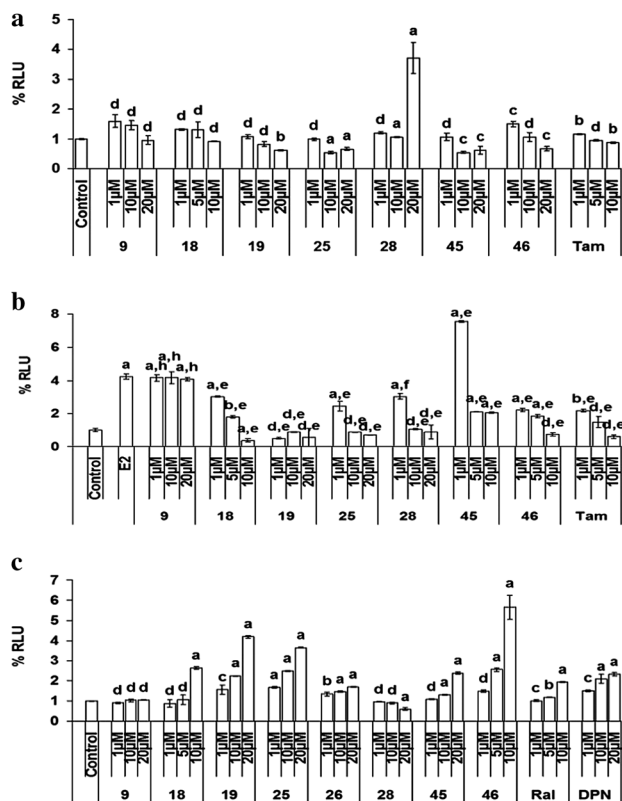 a
% RLU
5
4
3
2
1
0
d d d d d d d d b d a a d a a d c c c d c b d d
Control 1µM 10µM 20µM 1µM 5µM 10µM 1µM 10µM 20µM 1µM 10µM 20µM 1µM 10µM 20µM 1µM 10µM 20µM 1µM 10µM 20µM 1µM 5µM 10µM
9 18 19 25 28 45 46 Tam
b
% RLU
8
6
4
2
0
a a,h a,h a,h a,e b,e a,e d,e d,e d,e a,e d,e d,e a,f d,e d,e a,e a,e a,e a,e a,e d,e b,e d,e d,e
Control E2 1µM 10µM 20µM 1µM 5µM 10µM 1µM 10µM 20µM 1µM 10µM 20µM 1µM 10µM 20µM 1µM 5µM 10µM 1µM 5µM 10µM 1µM 5µM 10µM
9 18 19 25 28 45 46 Tam
c
% RLU
7
6
5
4
3
2
1
0
d d d d d a c a a a a a a a a d d a d a a d a a c b a c a a
Control 1µM 10µM 20µM 1µM 5µM 10µM 1µM 10µM 20µM 1µM 10µM 20µM 1µM 10µM 20µM 1µM 10µM 20µM 1µM 10µM 20µM 1µM 5µM 10µM 1µM 5µM 10µM 1µM 10µM 20µM
9 18 19 25 26 28 45 46 Ral DPN